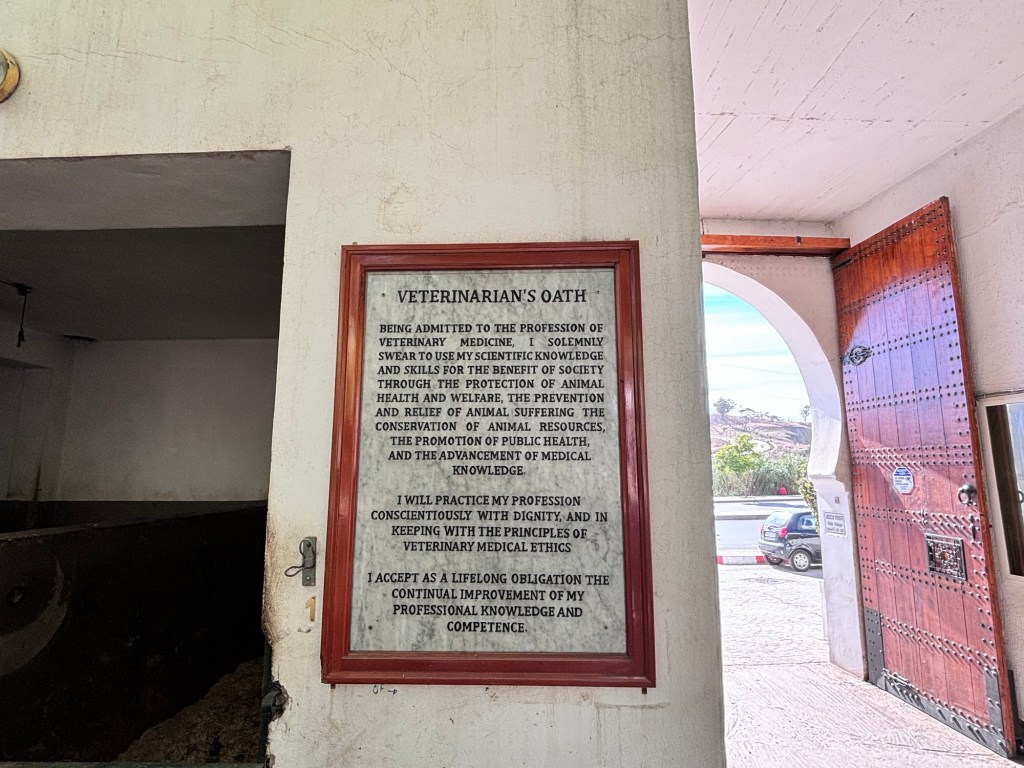 VETERINARIAN'S OATH
BEING ADMITTED TO THE PROFESSION OF
VETERINARY MEDICINE, I SOLEMNLY
SWEAR TO USE MY SCIENTIFIC KNOWLEDGE
AND SKILLS FOR THE BENEFIT OF SOCIETY
THROUGH THE PROTECTION OF ANIMAL
HEALTH AND WELFARE, THE PREVENTION
AND RELIEF OF ANIMAL SUFFERING THE
CONSERVATION OF ANIMAL RESOURCES,
THE PROMOTION OF PUBLIC HEALTH,
AND THE ADVANCEMENT OF MEDICAL
KNOWLEDGE.
I WILL PRACTICE MY PROFESSION
CONSCIENTIOUSLY WITH DIGNITY, AND IN
KEEPING WITH THE PRINCIPLES OF
VETERINARY MEDICAL ETHICS
I ACCEPT AS A LIFELONG OBLIGATION THE
CONTINUAL IMPROVEMENT OF MY
PROFESSIONAL KNOWLEDGE AND
COMPETENCE.
1